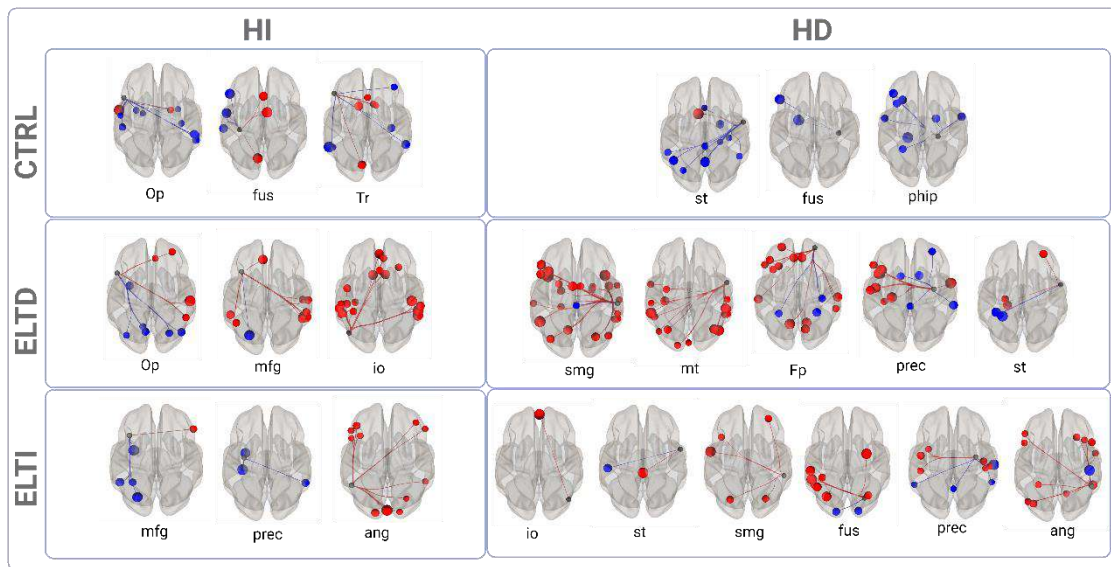 HI HD
CTRL
Op fus Tr st fus phip
ELTD
Op mfg io smg mt Fp prec st
ELTI
mfg prec ang io st smg fus prec ang